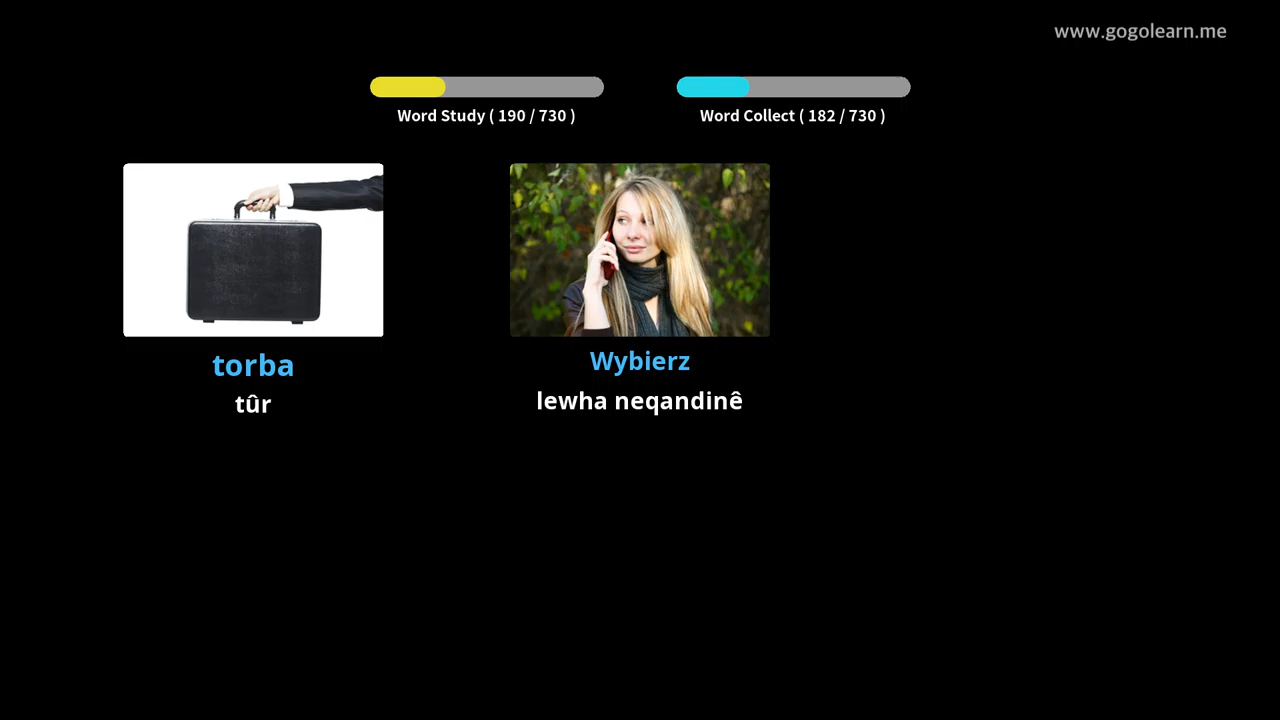 www.gogolearn.me
Word Study ( 190 / 730 )
Word Collect ( 182 / 730 )
torba
tûr
Wybierz
lewha neqandinê